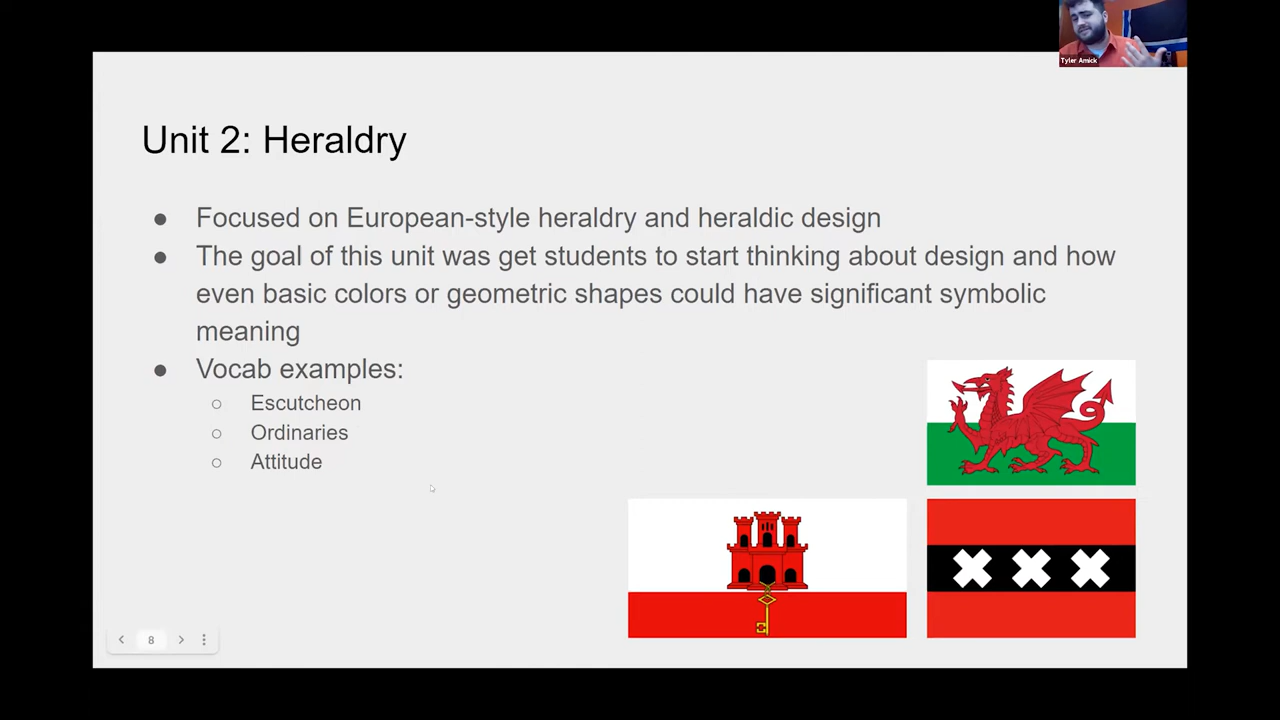 Tyler Amick
Unit 2: Heraldry
● Focused on European-style heraldry and heraldic design
● The goal of this unit was get students to start thinking about design and how
even basic colors or geometric shapes could have significant symbolic
meaning
● Vocab examples:
○ Escutcheon
○ Ordinaries
○ Attitude
8